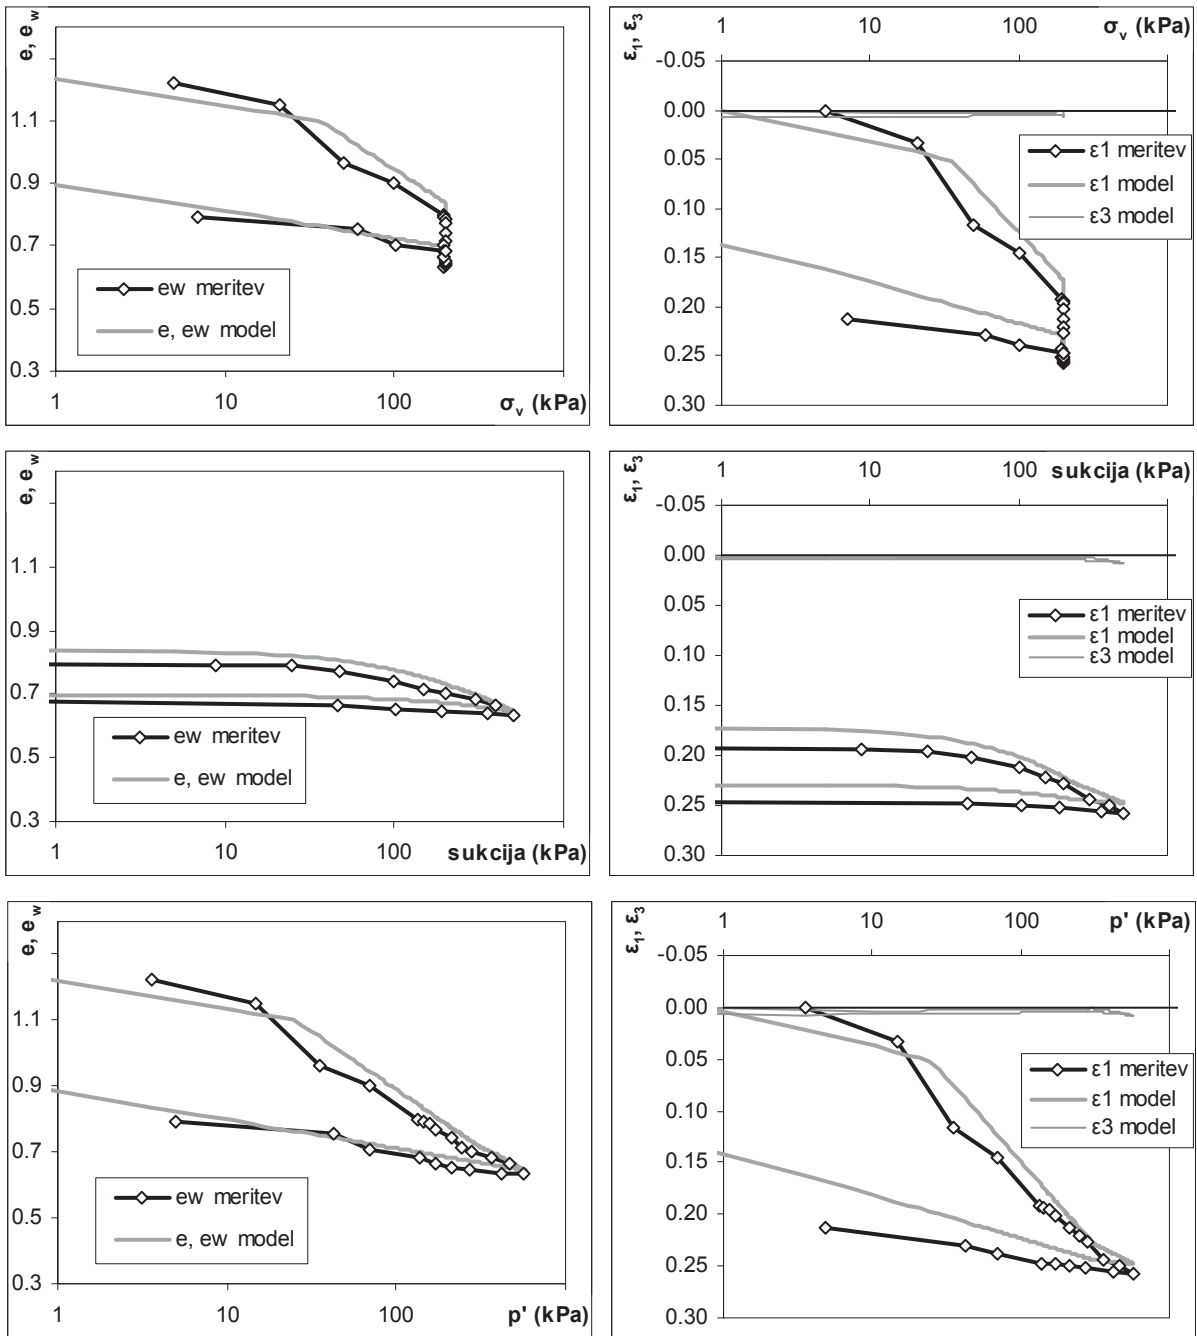 e, e_w
1.1
0.9
0.7
0.5
0.3
ew meritev
e, ew model
1 10 100 σ_v (kPa)
ε_1, ε_3
1 10 100 σ_v (kPa)
-0.05
0.00
0.05
0.10
0.15
0.20
0.25
0.30
ε1 meritev
ε1 model
ε3 model
e, e_w
1.1
0.9
0.7
0.5
0.3
ew meritev
e, ew model
1 10 100 sukcija (kPa)
ε_1, ε_3
1 10 100 sukcija (kPa)
-0.05
0.00
0.05
0.10
0.15
0.20
0.25
0.30
ε1 meritev
ε1 model
ε3 model
e, e_w
1.1
0.9
0.7
0.5
0.3
ew meritev
e, ew model
1 10 100 p' (kPa)
ε_1, ε_3
1 10 100 p' (kPa)
-0.05
0.00
0.05
0.10
0.15
0.20
0.25
0.30
ε1 meritev
ε1 model
ε3 model